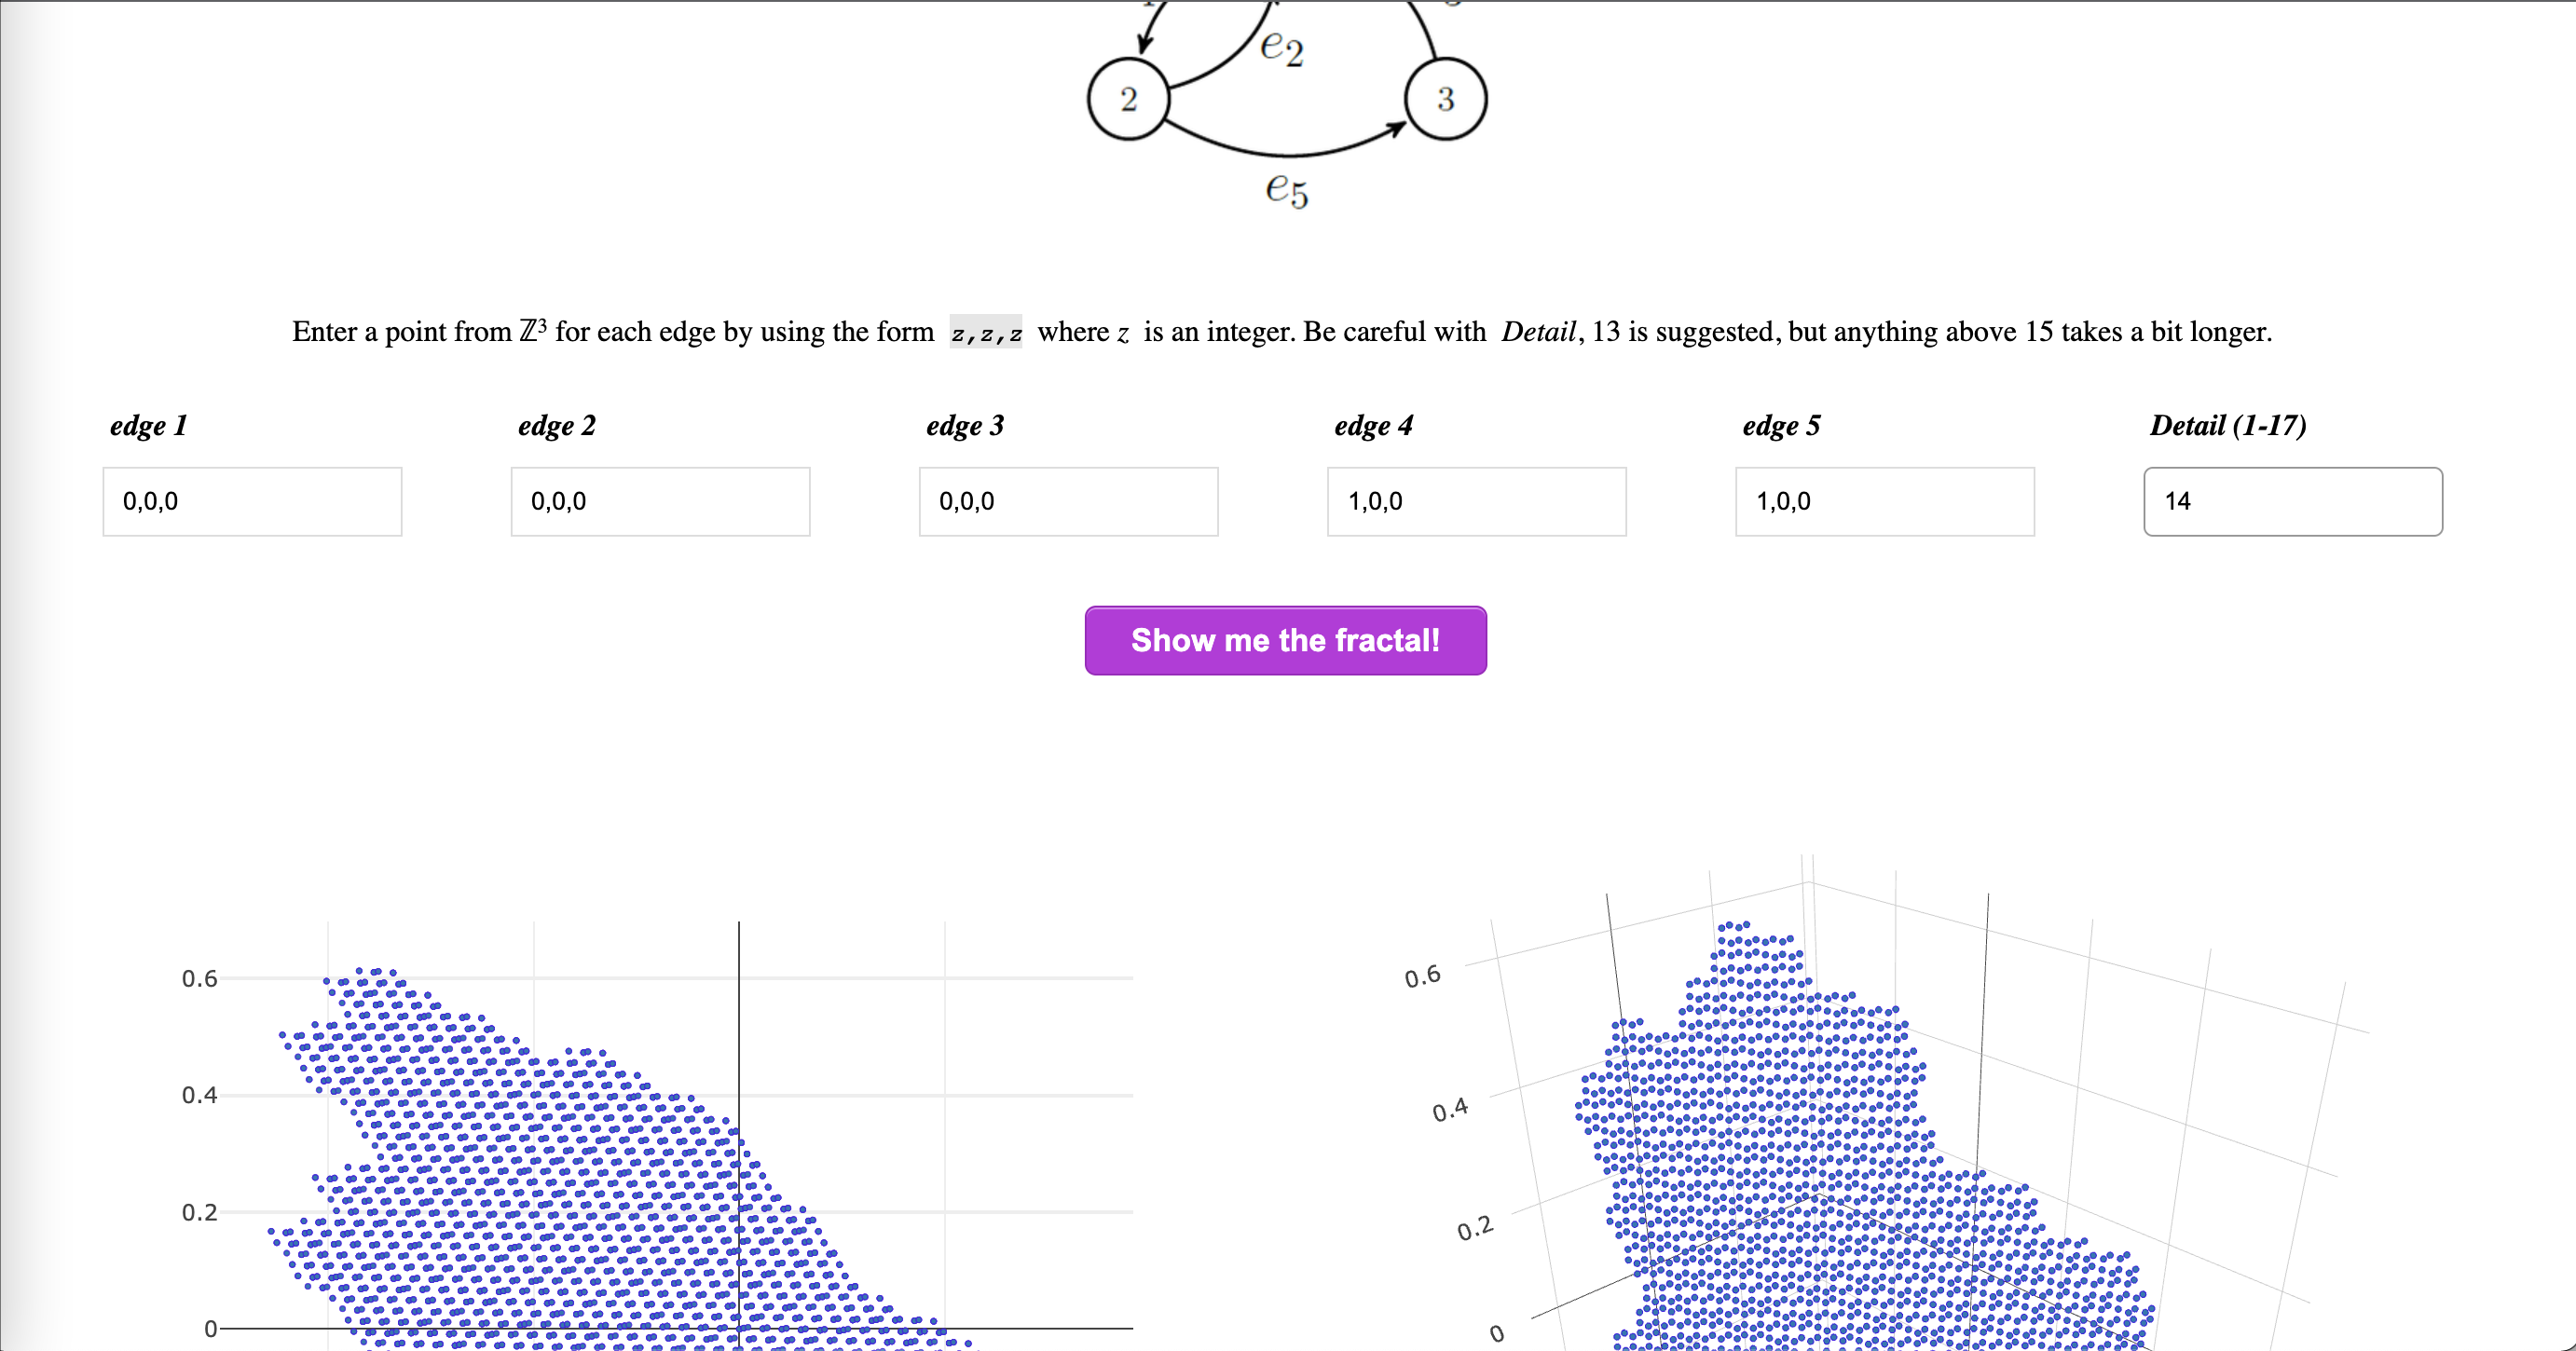 e2
2
3
e5
Enter a point from ℤ³ for each edge by using the form z,z,z where z is an integer. Be careful with Detail, 13 is suggested, but anything above 15 takes a bit longer.
edge 1
edge 2
edge 3
edge 4
edge 5
Detail (1-17)
0,0,0
0,0,0
0,0,0
1,0,0
1,0,0
14
Show me the fractal!
0.6
0.4
0.2
0
0.6
0.4
0.2
0